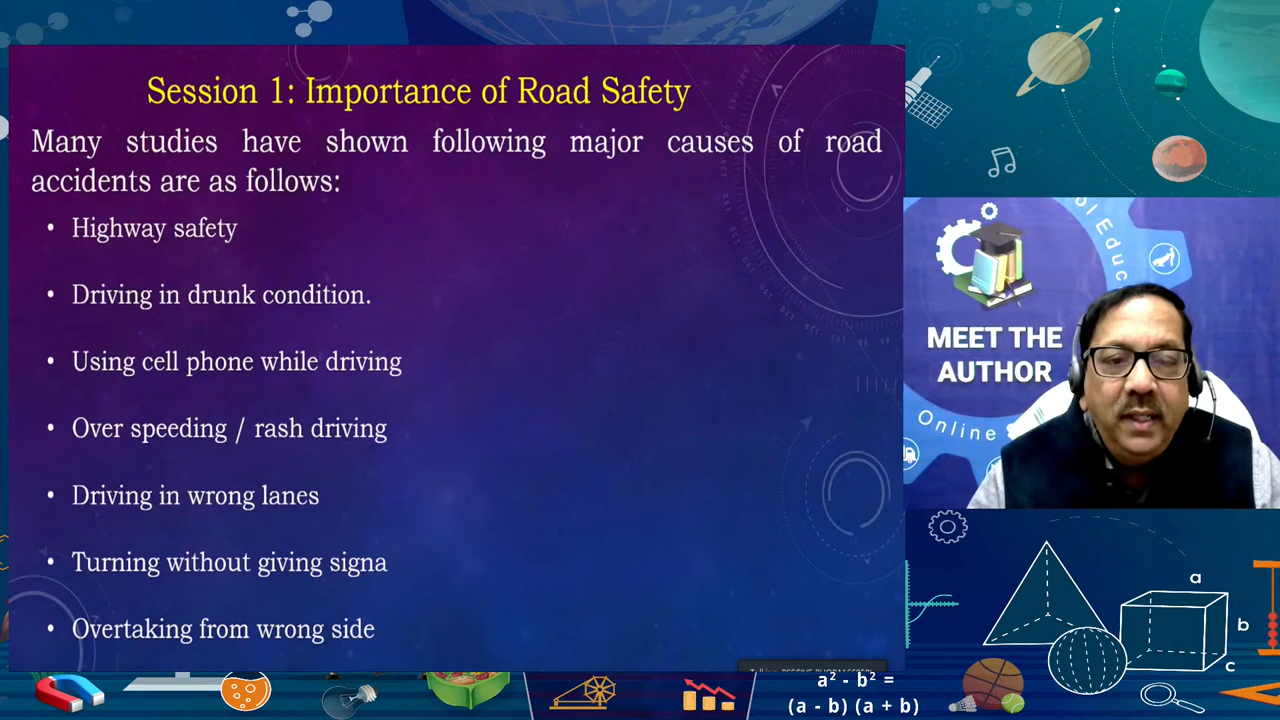 Session 1: Importance of Road Safety
Many studies have shown following major causes of road
accidents are as follows:
• Highway safety
• Driving in drunk condition.
• Using cell phone while driving
• Over speeding / rash driving
• Driving in wrong lanes
• Turning without giving signa
• Overtaking from wrong side
ol Educ
MEET THE
AUTHOR
Online
a
b
c
a² - b² =
(a - b) (a + b)